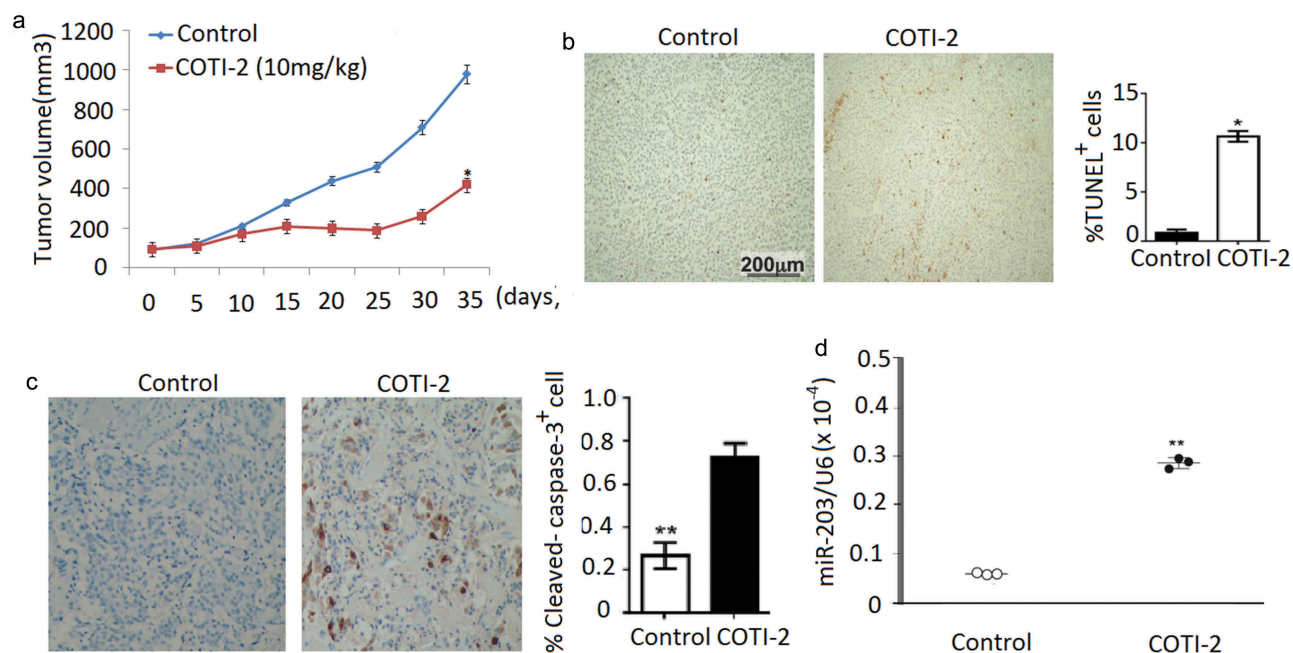 a
Control
COTI-2 (10mg/kg)
Tumor volume(mm3)
1200
1000
800
600
400
200
0
0 5 10 15 20 25 30 35 (days,
*
b
Control COTI-2
200μm
%TUNEL+ cells
15
10
5
0
*
Control COTI-2
c
Control COTI-2
% Cleaved- caspase-3+ cell
1.0
0.8
0.6
0.4
0.2
0
**
Control COTI-2
d
miR-203/U6 (x 10-4)
0.5
0.4
0.3
0.2
0.1
0
**
Control COTI-2